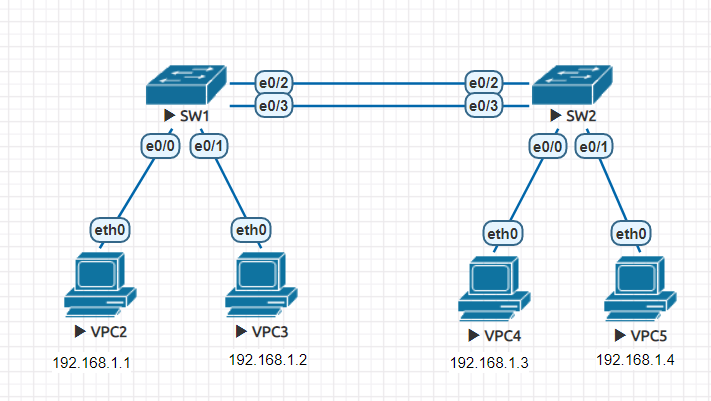 e0/2 e0/2
e0/3 e0/3
SW1 SW2
e0/0 e0/1 e0/0 e0/1
eth0 eth0 eth0 eth0
VPC2 VPC3 VPC4 VPC5
192.168.1.1 192.168.1.2 192.168.1.3 192.168.1.4